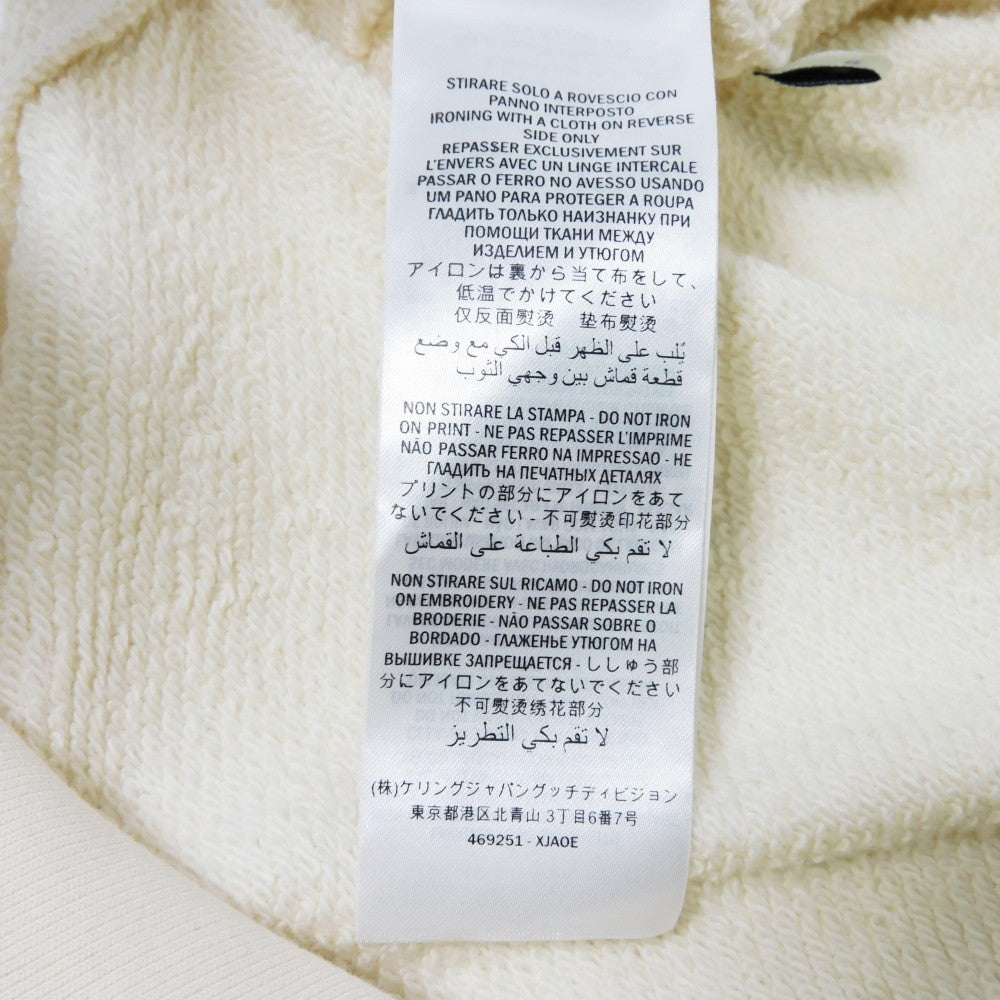 STIRARE SOLO A ROVESCIO CON
PANNO INTERPOSTO
IRONING WITH A CLOTH ON REVERSE
SIDE ONLY
REPASSER EXCLUSIVEMENT SUR
L'ENVERS AVEC UN LINGE INTERCALE
PASSAR O FERRO NO AVESSO USANDO
UM PANO PARA PROTEGER A ROUPA
ГЛАДИТЬ ТОЛЬКО НАИЗНАНКУ ПРИ
ПОМОЩИ ТКАНИ МЕЖДУ
ИЗДЕЛИЕМ И УТЮГОМ
アイロンは裏から当て布をして、
低温でかけてください
仅反面熨烫 垫布熨烫
يُلب على الظهر قبل الكي مع وضع
قطعة قماش بين وجهي الثوب
NON STIRARE LA STAMPA - DO NOT IRON
ON PRINT - NE PAS REPASSER L'IMPRIME
NÃO PASSAR FERRO NA IMPRESSAO - НЕ
ГЛАДИТЬ НА ПЕЧАТНЫХ ДЕТАЛЯХ
プリントの部分にアイロンをあて
ないでください - 不可熨烫印花部分
لا تقم بكي الطباعة على القماش
NON STIRARE SUL RICAMO - DO NOT IRON
ON EMBROIDERY - NE PAS REPASSER LA
BRODERIE - NÃO PASSAR SOBRE O
BORDADO - ГЛАЖЕНЬЕ УТЮГОМ НА
ВЫШИВКЕ ЗАПРЕЩАЕТСЯ - ししゅう部
分にアイロンをあてないでください
不可熨烫绣花部分
لا تقم بكي التطريز
(株)ケリングジャパングッチディビジョン
東京都港区北青山 3丁目6番7号
469251 - XJAOE